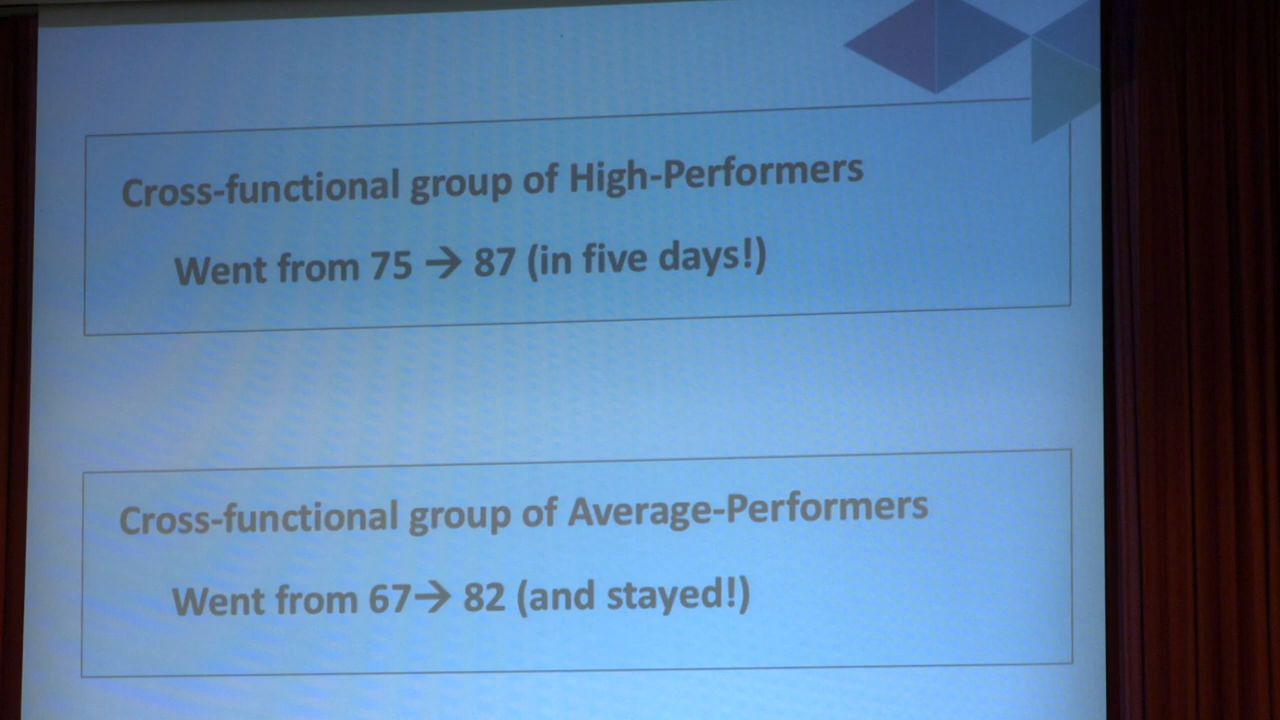 Cross-functional group of High-Performers
Went from 75 → 87 (in five days!)
Cross-functional group of Average-Performers
Went from 67→ 82 (and stayed!)